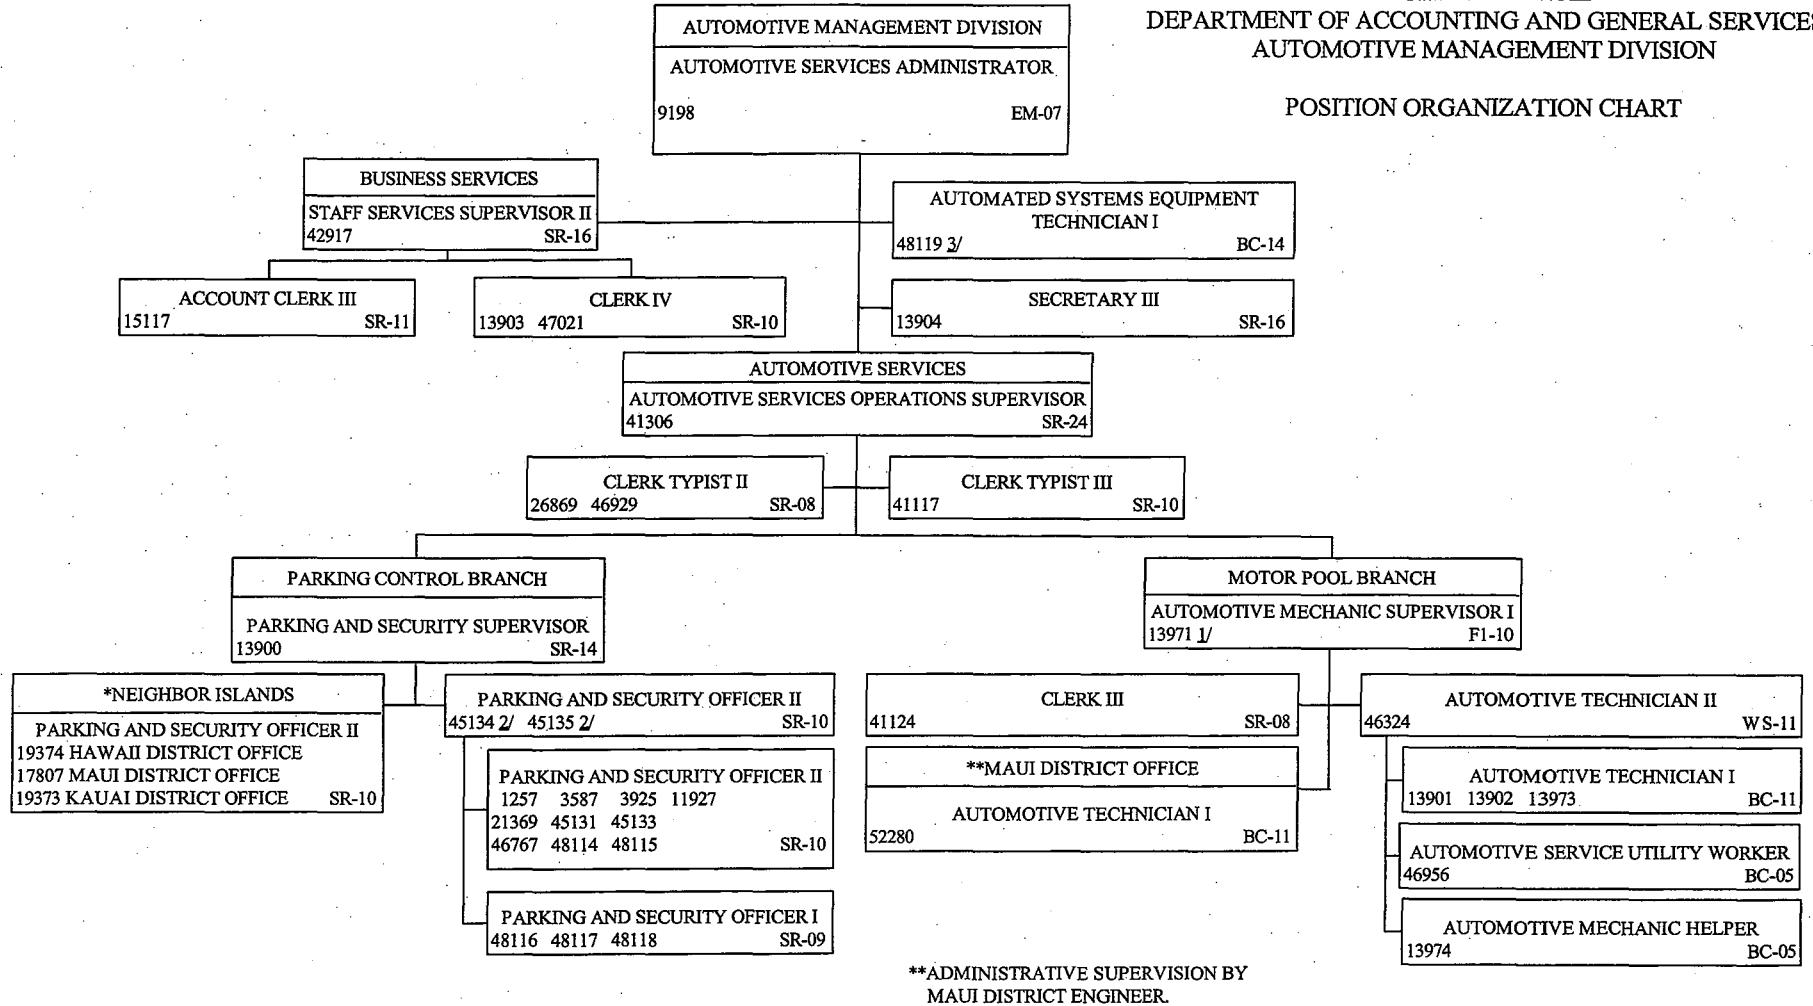 DEPARTMENT OF ACCOUNTING AND GENERAL SERVICES
AUTOMOTIVE MANAGEMENT DIVISION
POSITION ORGANIZATION CHART
AUTOMOTIVE MANAGEMENT DIVISION
AUTOMOTIVE SERVICES ADMINISTRATOR
9198 EM-07
BUSINESS SERVICES
STAFF SERVICES SUPERVISOR II
42917 SR-16
AUTOMATED SYSTEMS EQUIPMENT
TECHNICIAN I
48119 3/ BC-14
ACCOUNT CLERK III
15117 SR-11
CLERK IV
13903 47021 SR-10
SECRETARY III
13904 SR-16
AUTOMOTIVE SERVICES
AUTOMOTIVE SERVICES OPERATIONS SUPERVISOR
41306 SR-24
CLERK TYPIST II
26869 46929 SR-08
CLERK TYPIST III
41117 SR-10
PARKING CONTROL BRANCH
PARKING AND SECURITY SUPERVISOR
13900 SR-14
MOTOR POOL BRANCH
AUTOMOTIVE MECHANIC SUPERVISOR I
13971 1/ F1-10
*NEIGHBOR ISLANDS
PARKING AND SECURITY OFFICER II
19374 HAWAII DISTRICT OFFICE
17807 MAUI DISTRICT OFFICE
19373 KAUAI DISTRICT OFFICE SR-10
PARKING AND SECURITY OFFICER II
45134 2/ 45135 2/ SR-10
PARKING AND SECURITY OFFICER II
1257 3587 3925 11927
21369 45131 45133
46767 48114 48115 SR-10
PARKING AND SECURITY OFFICER I
48116 48117 48118 SR-09
CLERK III
41124 SR-08
**MAUI DISTRICT OFFICE
AUTOMOTIVE TECHNICIAN I
52280 BC-11
AUTOMOTIVE TECHNICIAN II
46324 WS-11
AUTOMOTIVE TECHNICIAN I
13901 13902 13973 BC-11
AUTOMOTIVE SERVICE UTILITY WORKER
46956 BC-05
AUTOMOTIVE MECHANIC HELPER
13974 BC-05
**ADMINISTRATIVE SUPERVISION BY
MAUI DISTRICT ENGINEER.